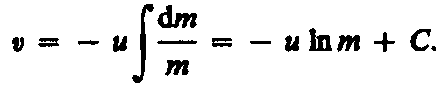 v = − u ∫ dm/m = − u ln m + C.